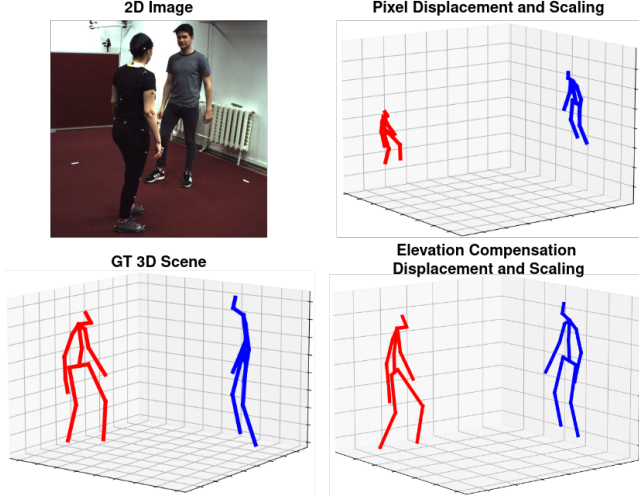 2D Image
Pixel Displacement and Scaling
GT 3D Scene
Elevation Compensation
Displacement and Scaling